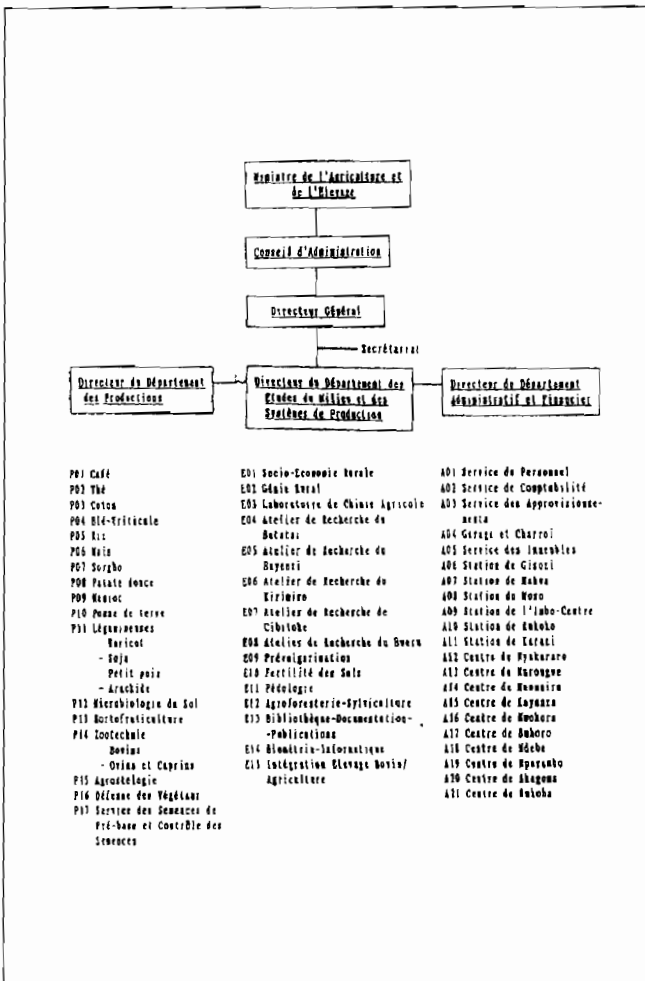 Ministre de l'Agriculture et
de l'Elevage
Conseil d'Administration
Directeur Général
Secrétariat
Directeur du Département
des Productions
Directeur du Département des
Etudes du Milieu et des
Systèmes de Production
Directeur du Département
Administratif et Financier
P01 Café
P02 Thé
P03 Coton
P04 Blé-Triticale
P05 Riz
P06 Maïs
P07 Sorgho
P08 Patate douce
P09 Manioc
P10 Pomme de terre
P11 Légumineuses
Haricot
- Soja
Petit pois
- Arachide
P12 Microbiologie du Sol
P13 Hortofruticulture
P14 Zootechnie
Bovins
- Ovins et Caprins
P15 Agrostologie
P16 Défense des Végétaux
P17 Service des Semences de
Pré-base et Contrôle des
Semences
E01 Socio-Economie Rurale
E02 Génie Rural
E03 Laboratoire de Chimie Agricole
E04 Atelier de Recherche du
E05 Atelier de Recherche du
Buyenzi
E06 Atelier de Recherche du
Kirimiro
E07 Atelier de Recherche de
Cibitoke
E08 Atelier de Recherche du Bweru
E09 Prévulgarisation
E10 Fertilité des Sols
E11 Pédologie
E12 Agroforesterie-Sylviculture
E13 Bibliothèque-Documentation-
-Publications
E14 Biométrie-Informatique
E15 Intégration Elevage Bovin/
Agriculture
A01 Service du Personnel
A02 Service de Comptabilité
A03 Service des Approvisionne-
ments
A04 Garage et Charroi
A05 Service des Immeubles
A06 Station de Gisozi
A07 Station de Mahwa
A08 Station du Moso
A09 Station de l'Imbo-Centre
A10 Station de
A11 Station de Karuzi
A12 Centre de Nyakararo
A13 Centre de Murongwe
A14 Centre de
A15 Centre de Kayanza
A16 Centre de Mwokora
A17 Centre de Buhoro
A18 Centre de Ndebe
A19 Centre de Mparambo
A20 Centre de Akagoma
A21 Centre de